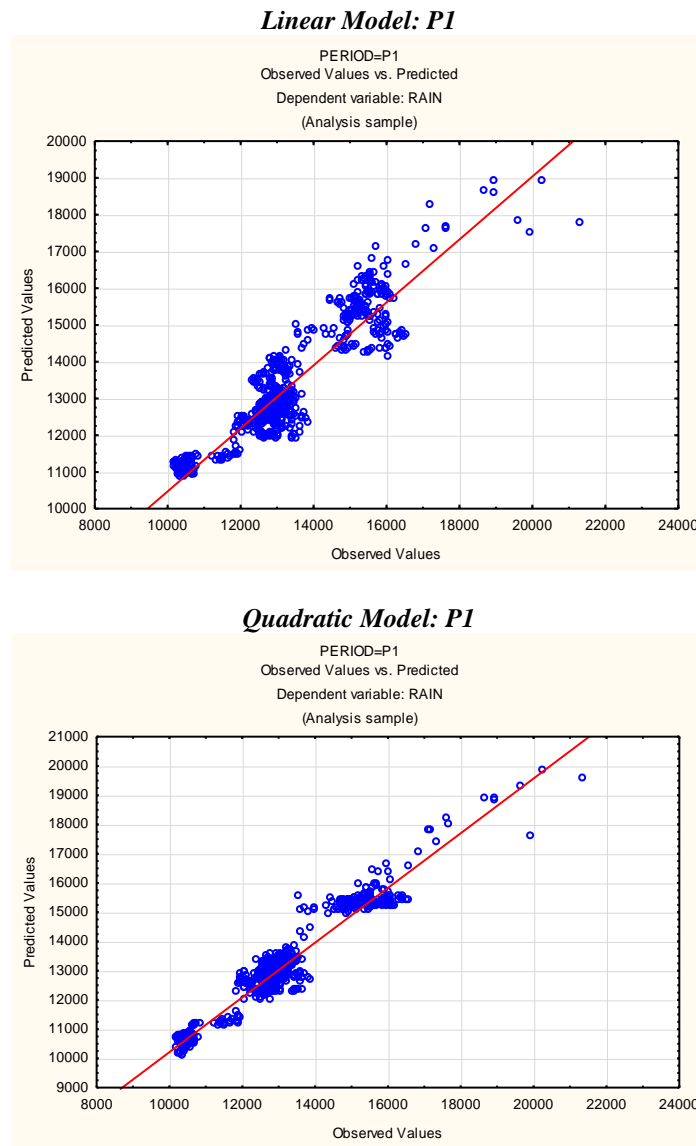 Linear Model: P1
PERIOD=P1
Observed Values vs. Predicted
Dependent variable: RAIN
(Analysis sample)
20000
19000
18000
17000
16000
15000
14000
13000
12000
11000
10000
Predicted Values
8000 10000 12000 14000 16000 18000 20000 22000 24000
Observed Values
Quadratic Model: P1
PERIOD=P1
Observed Values vs. Predicted
Dependent variable: RAIN
(Analysis sample)
21000
20000
19000
18000
17000
16000
15000
14000
13000
12000
11000
10000
9000
Predicted Values
8000 10000 12000 14000 16000 18000 20000 22000 24000
Observed Values